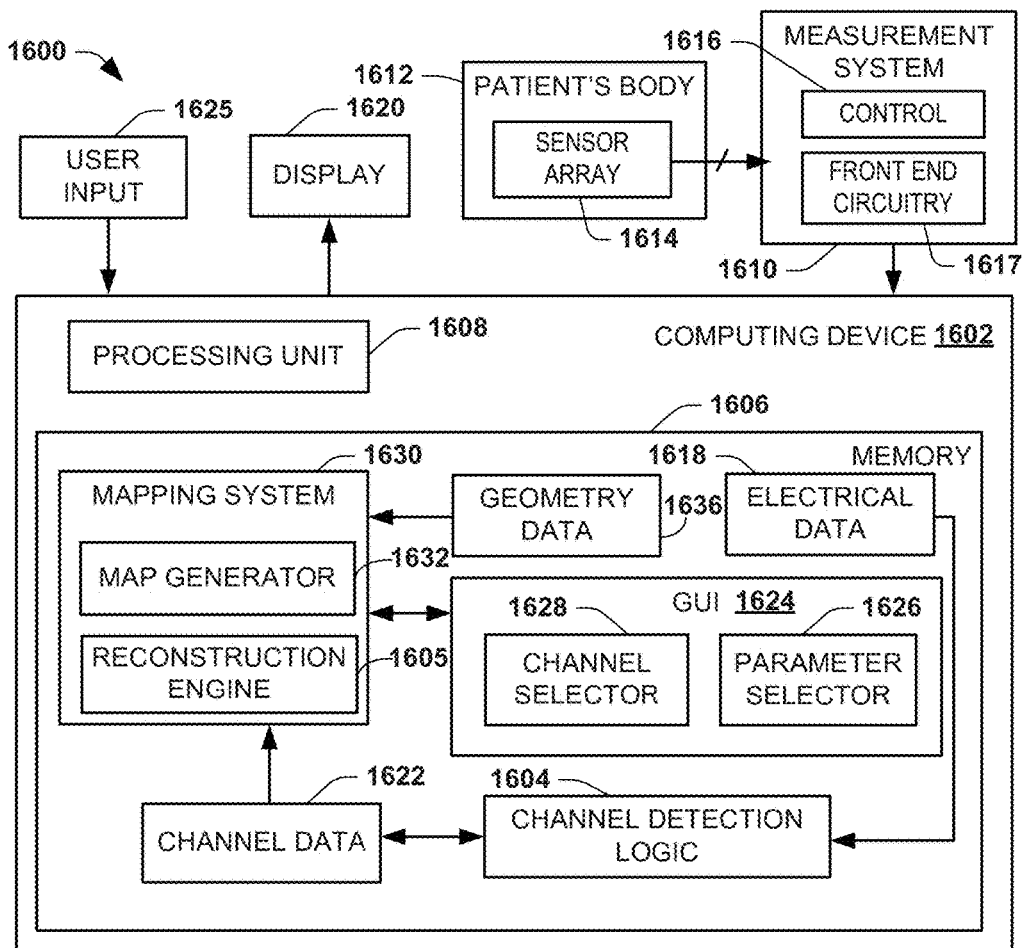 1600
1625
USER
INPUT
1620
DISPLAY
1612
PATIENT'S BODY
SENSOR
ARRAY
1614
MEASUREMENT
SYSTEM
1616
CONTROL
FRONT END
CIRCUITRY
1610
1617
PROCESSING UNIT
1608
COMPUTING DEVICE 1602
1606
MEMORY
1630
MAPPING SYSTEM
MAP GENERATOR
1632
RECONSTRUCTION
ENGINE
1605
GEOMETRY
DATA
1636
1618
ELECTRICAL
DATA
GUI 1624
1628
CHANNEL
SELECTOR
1626
PARAMETER
SELECTOR
1622
CHANNEL DATA
1604
CHANNEL DETECTION
LOGIC